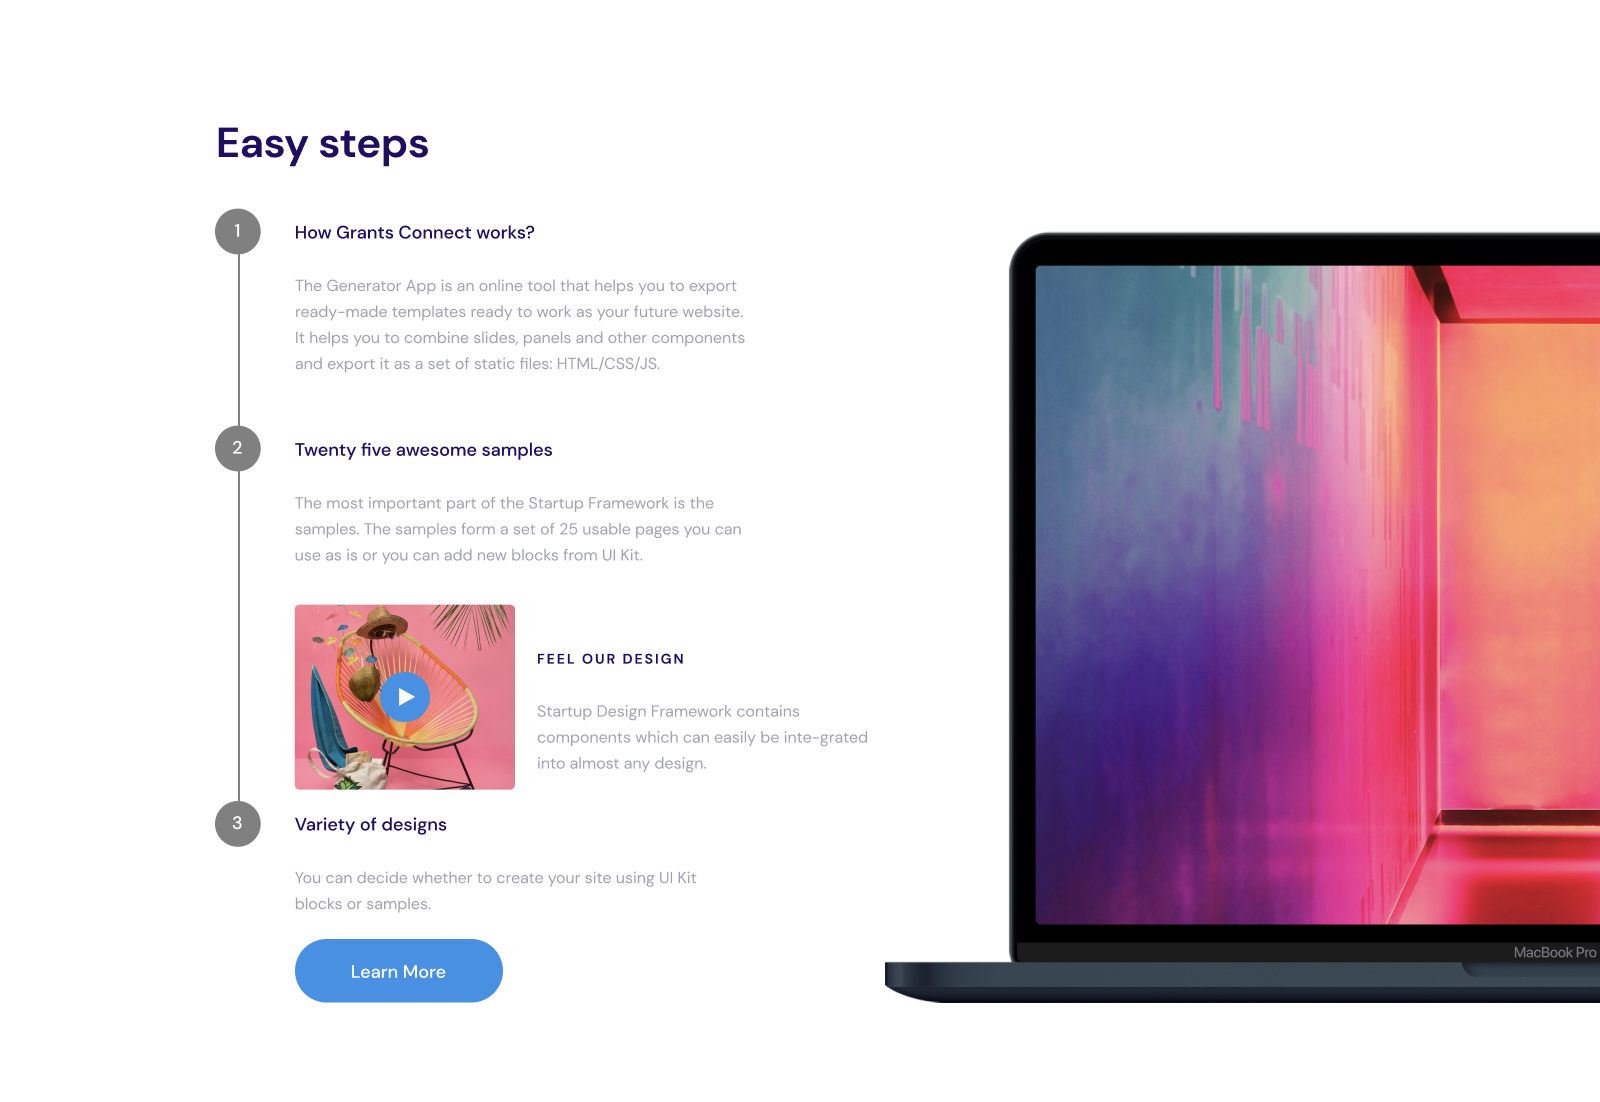 Easy steps
1
How Grants Connect works?
The Generator App is an online tool that helps you to export
ready-made templates ready to work as your future website.
It helps you to combine slides, panels and other components
and export it as a set of static files: HTML/CSS/JS.
2
Twenty five awesome samples
The most important part of the Startup Framework is the
samples. The samples form a set of 25 usable pages you can
use as is or you can add new blocks from UI Kit.
FEEL OUR DESIGN
Startup Design Framework contains
components which can easily be inte-grated
into almost any design.
3
Variety of designs
You can decide whether to create your site using UI Kit
blocks or samples.
Learn More
MacBook Pro